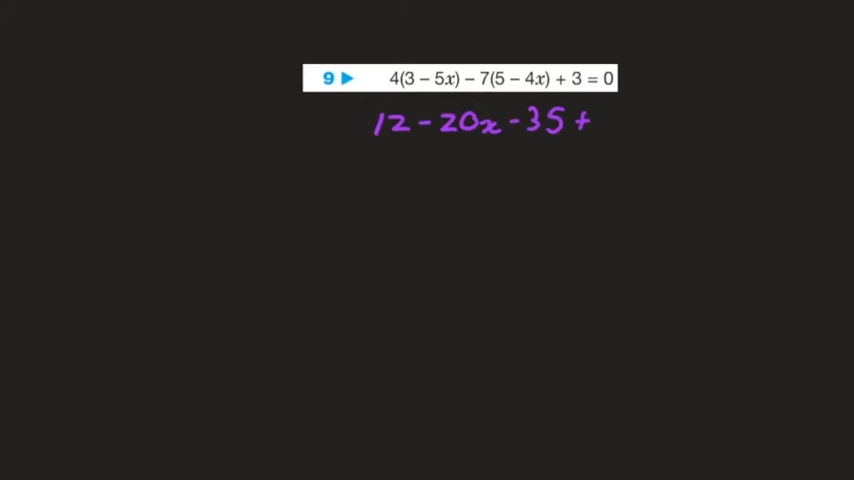 9 ▶ 4(3 − 5x) − 7(5 − 4x) + 3 = 0
12 - 20x - 35 +